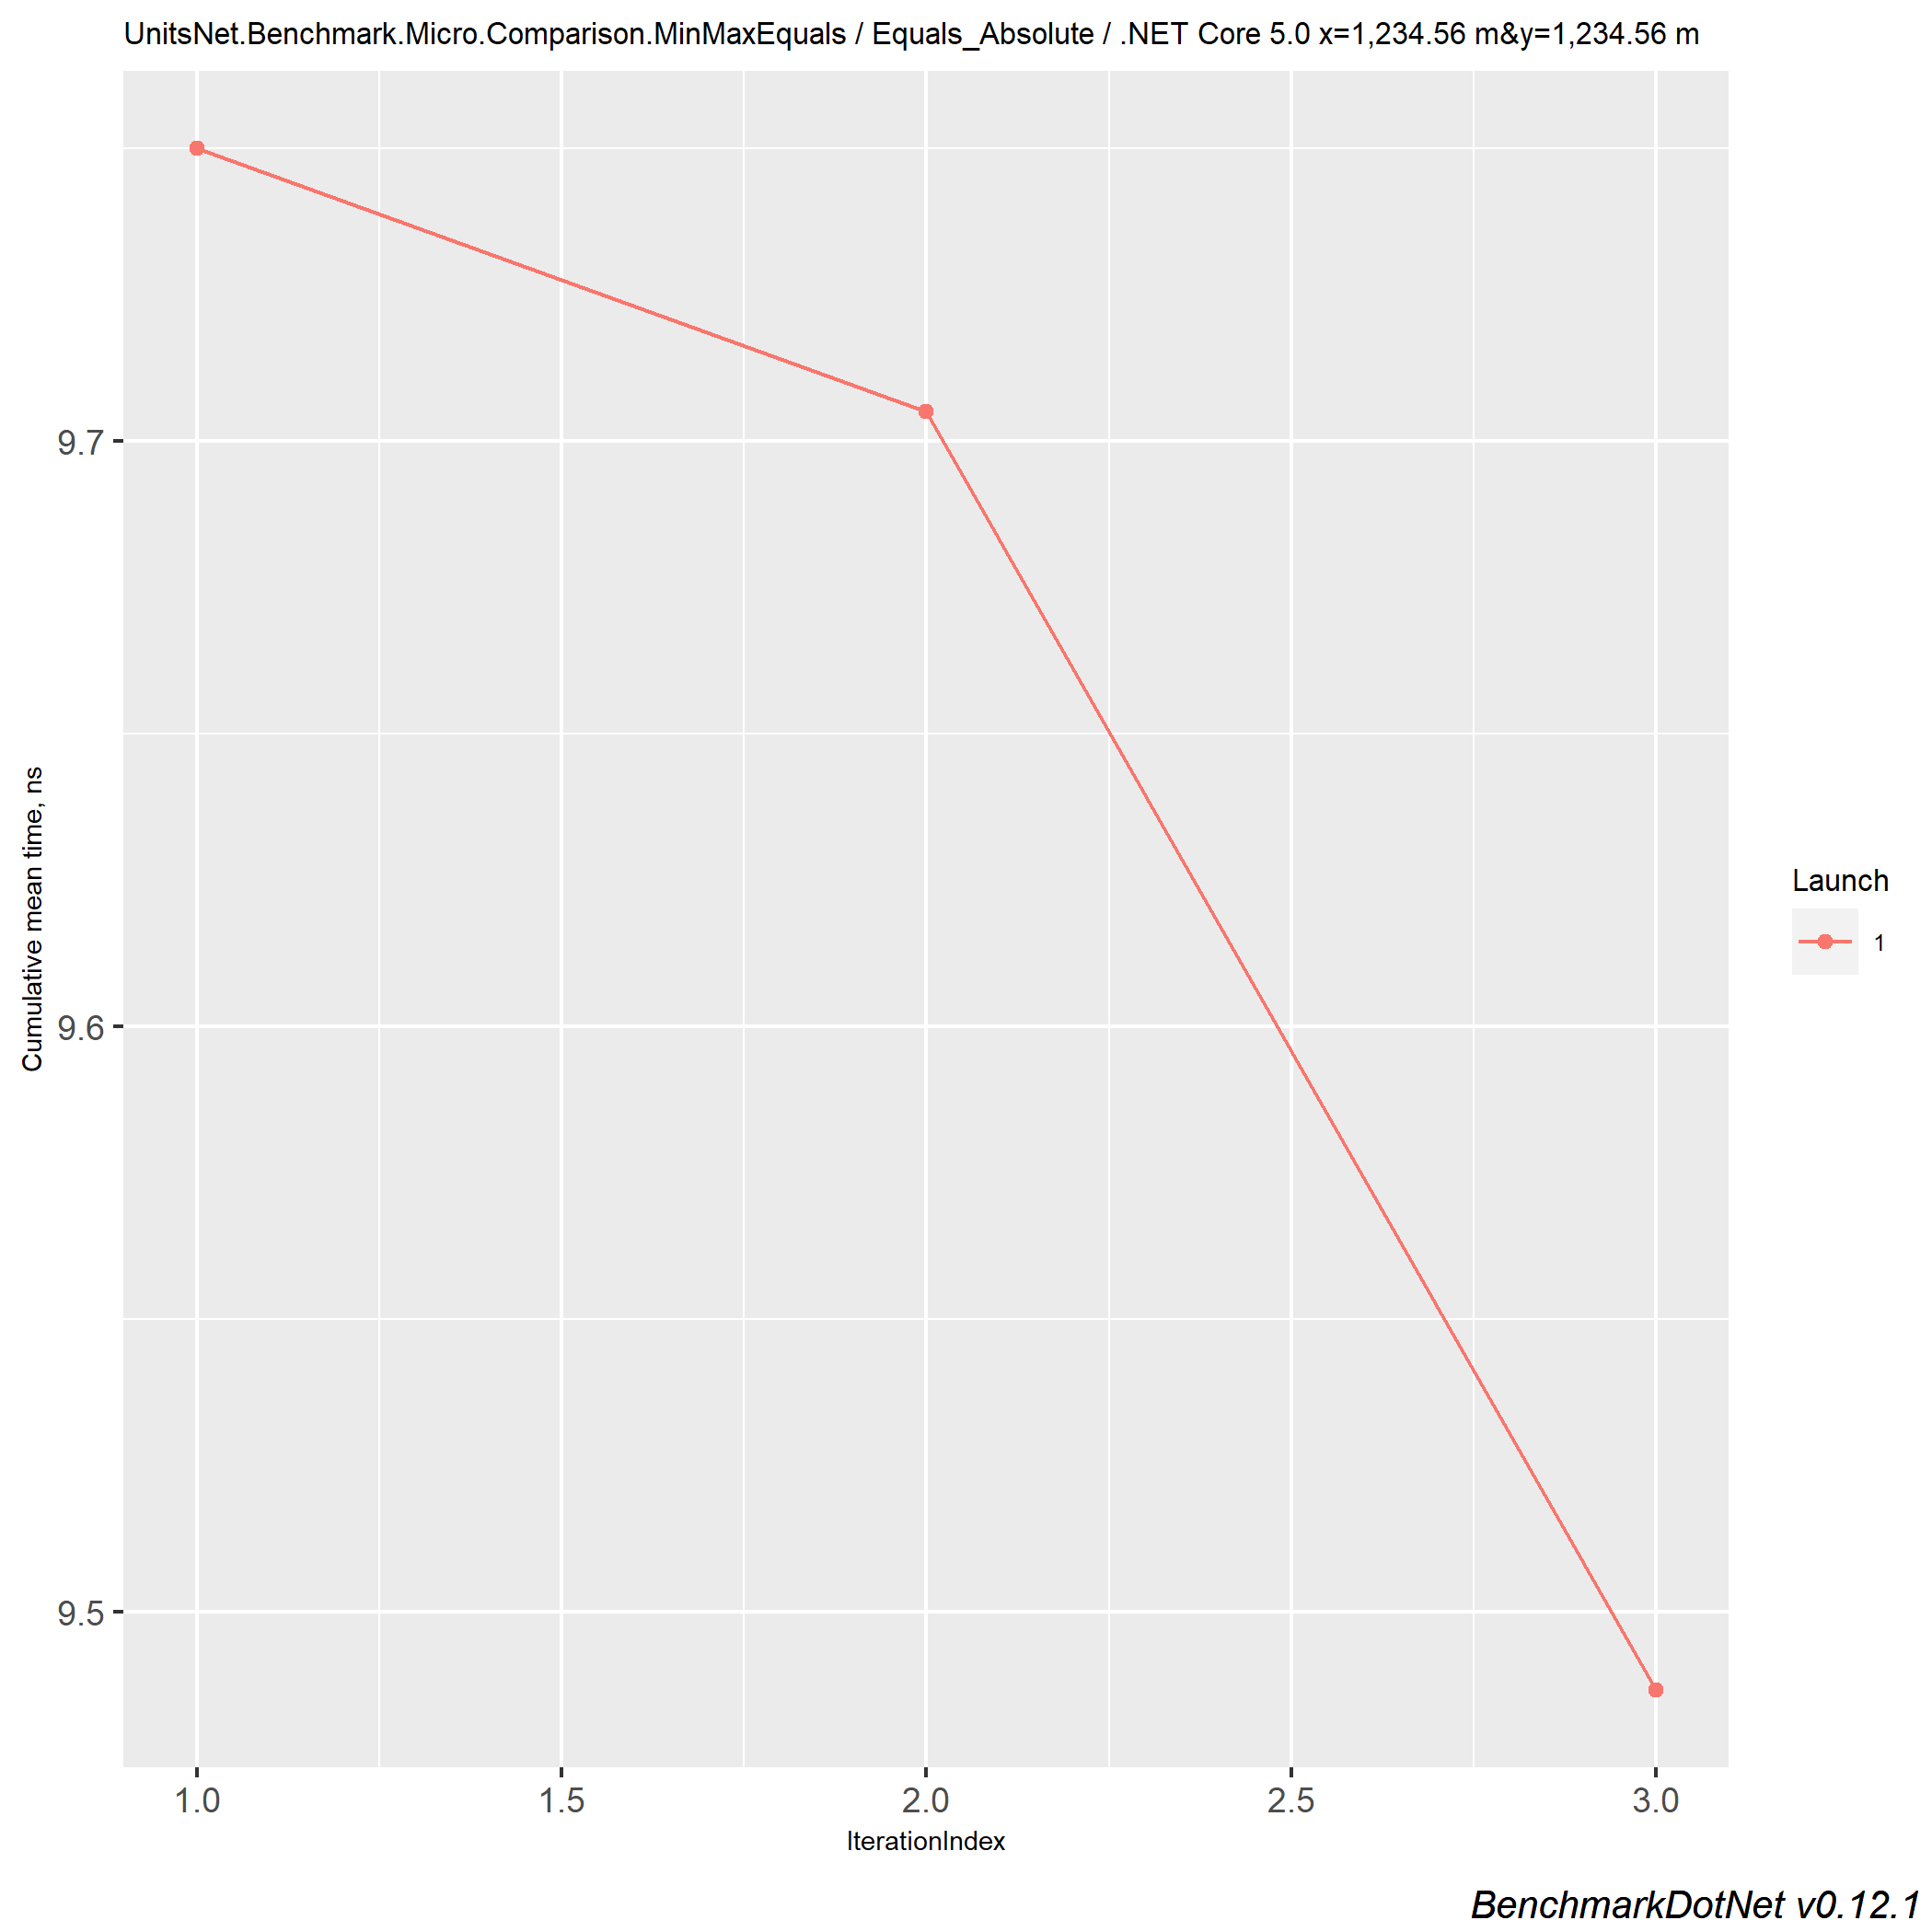 UnitsNet.Benchmark.Micro.Comparison.MinMaxEquals / Equals_Absolute / .NET Core 5.0 x=1,234.56 m&y=1,234.56 m
9.7
9.6
9.5
Cumulative mean time, ns
1.0 1.5 2.0 2.5 3.0
IterationIndex
Launch
1
BenchmarkDotNet v0.12.1